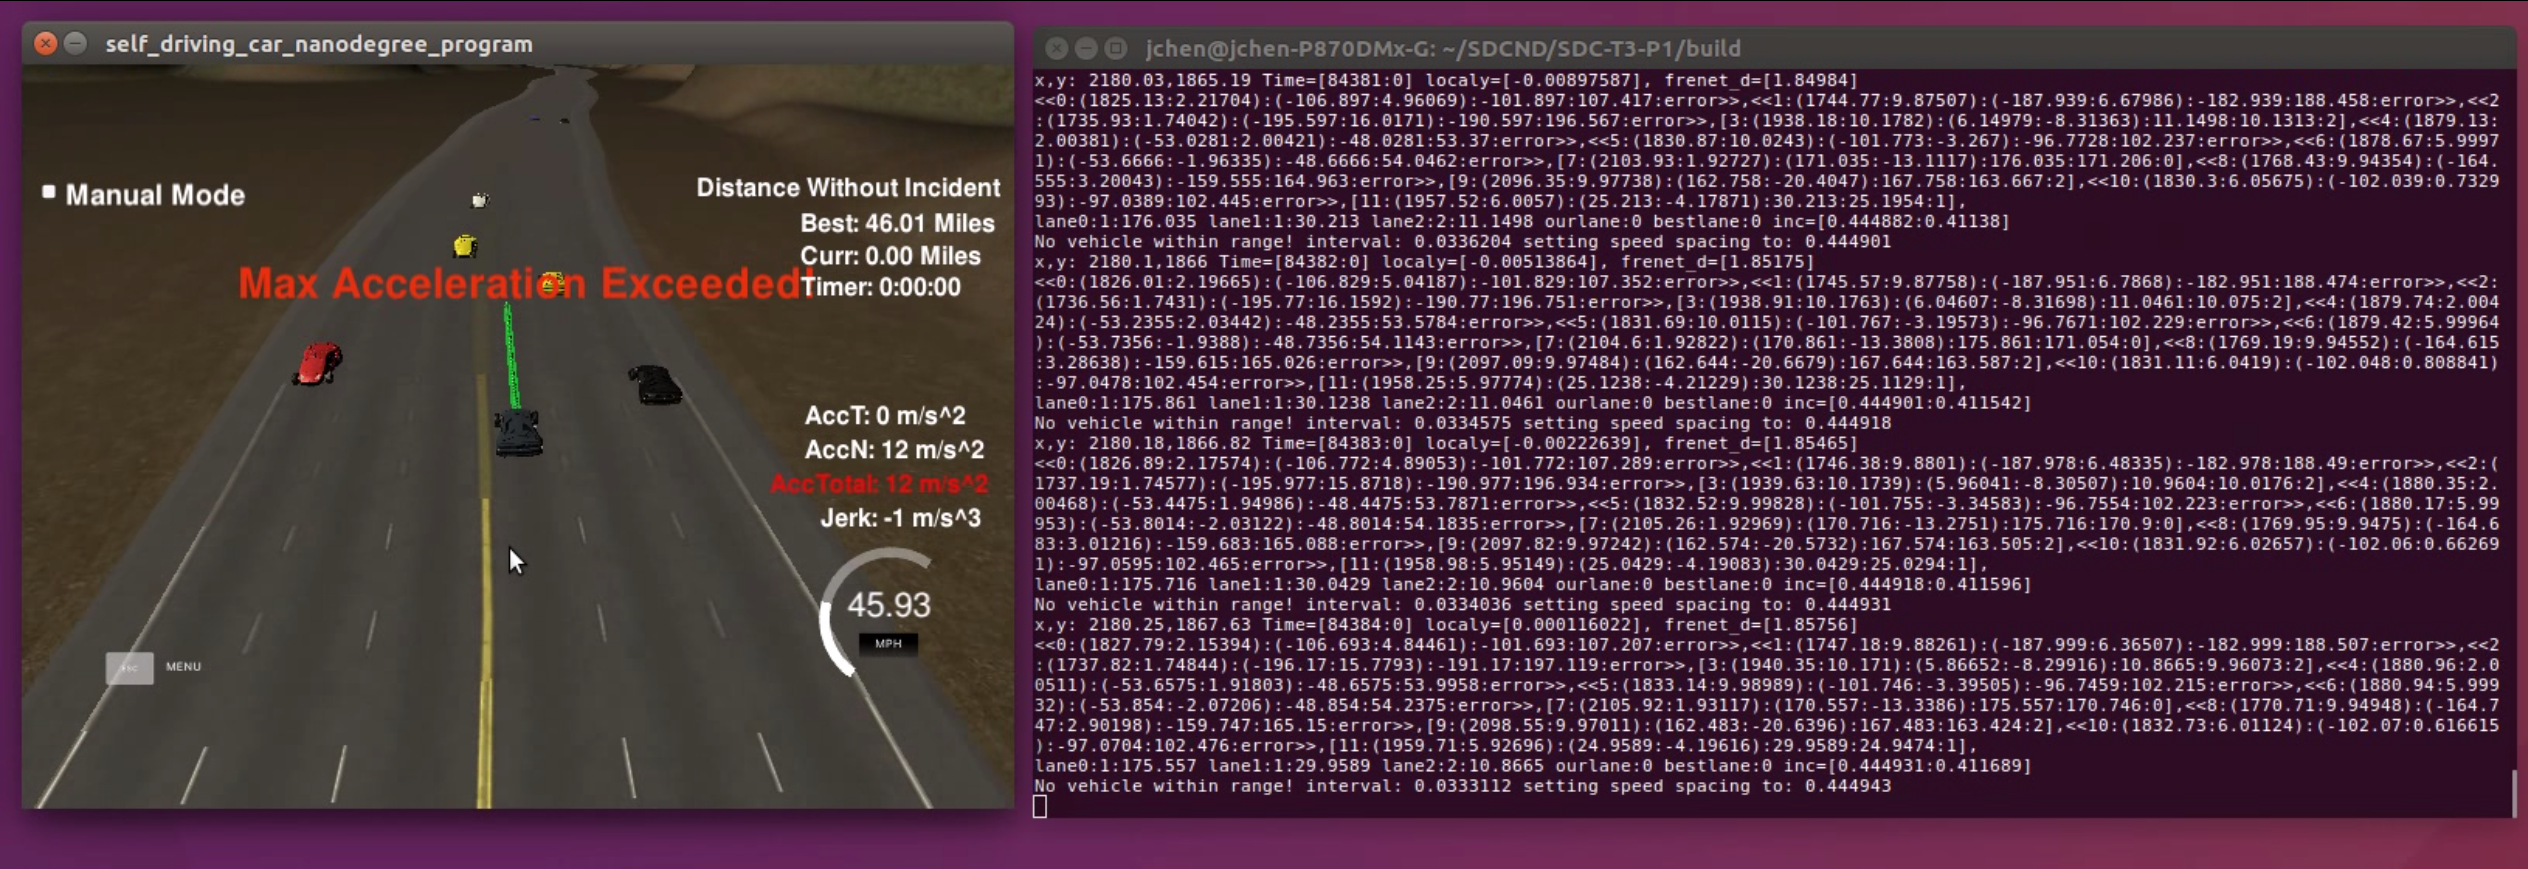 self_driving_car_nanodegree_program
Manual Mode
Distance Without Incident
Best: 46.01 Miles
Curr: 0.00 Miles
Max Acceleration Exceeded!
Timer: 0:00:00
AccT: 0 m/s^2
AccN: 12 m/s^2
AccTotal: 12 m/s^2
Jerk: -1 m/s^3
45.93
MPH
ESC
MENU
jchen@jchen-P870DMx-G: ~/SDCND/SDC-T3-P1/build
x,y: 2180.03,1865.19 Time=[84381:0] localy=[-0.00897587], frenet_d=[1.84984]
<<0:(1825.13:2.21704):(-106.897:4.96069):-101.897:107.417:error>>,<<1:(1744.77:9.87507):(-187.939:6.67986):-182.939:188.458:error>>,<<2
:(1735.93:1.74042):(-195.597:16.0171):-190.597:196.567:error>>,[3:(1938.18:10.1782):(6.14979:-8.31363):11.1498:10.1313:2],<<4:(1879.13:
2.00381):(-53.0281:2.00421):-48.0281:53.37:error>>,<<5:(1830.87:10.0243):(-101.773:-3.267):-96.7728:102.237:error>>,<<6:(1878.67:5.9997
1):(-53.6666:-1.96335):-48.6666:54.0462:error>>,[7:(2103.93:1.92727):(171.035:-13.1117):176.035:171.206:0],<<8:(1768.43:9.94354):(-164.
555:3.20043):-159.555:164.963:error>>,[9:(2096.35:9.97738):(162.758:-20.4047):167.758:163.667:2],<<10:(1830.3:6.05675):(-102.039:0.7329
93):-97.0389:102.445:error>>,[11:(1957.52:6.0057):(25.213:-4.17871):30.213:25.1954:1],
lane0:1:176.035 lane1:1:30.213 lane2:2:11.1498 ourlane:0 bestlane:0 inc=[0.444882:0.41138]
No vehicle within range! interval: 0.0336204 setting speed spacing to: 0.444901
x,y: 2180.1,1866 Time=[84382:0] localy=[-0.00513864], frenet_d=[1.85175]
<<0:(1826.01:2.19665):(-106.829:5.04187):-101.829:107.352:error>>,<<1:(1745.57:9.87758):(-187.951:6.7868):-182.951:188.474:error>>,<<2:
(1736.56:1.7431):(-195.77:16.1592):-190.77:196.751:error>>,[3:(1938.91:10.1763):(6.04607:-8.31698):11.0461:10.075:2],<<4:(1879.74:2.004
24):(-53.2355:2.03442):-48.2355:53.5784:error>>,<<5:(1831.69:10.0115):(-101.767:-3.19573):-96.7671:102.229:error>>,<<6:(1879.42:5.99964
):(-53.7356:-1.9388):-48.7356:54.1143:error>>,[7:(2104.6:1.92822):(170.861:-13.3808):175.861:171.054:0],<<8:(1769.19:9.94552):(-164.615
:3.28638):-159.615:165.026:error>>,[9:(2097.09:9.97484):(162.644:-20.6679):167.644:163.587:2],<<10:(1831.11:6.0419):(-102.048:0.808841)
:-97.0478:102.454:error>>,[11:(1958.25:5.97774):(25.1238:-4.21229):30.1238:25.1129:1],
lane0:1:175.861 lane1:1:30.1238 lane2:2:11.0461 ourlane:0 bestlane:0 inc=[0.444901:0.411542]
No vehicle within range! interval: 0.0334575 setting speed spacing to: 0.444918
x,y: 2180.18,1866.82 Time=[84383:0] localy=[-0.00222639], frenet_d=[1.85465]
<<0:(1826.89:2.17574):(-106.772:4.89053):-101.772:107.289:error>>,<<1:(1746.38:9.8801):(-187.978:6.48335):-182.978:188.49:error>>,<<2:(
1737.19:1.74577):(-195.977:15.8718):-190.977:196.934:error>>,[3:(1939.63:10.1739):(5.96041:-8.30507):10.9604:10.0176:2],<<4:(1880.35:2.
00468):(-53.4475:1.94986):-48.4475:53.7871:error>>,<<5:(1832.52:9.99828):(-101.755:-3.34583):-96.7554:102.223:error>>,<<6:(1880.17:5.99
953):(-53.8014:-2.03122):-48.8014:54.1835:error>>,[7:(2105.26:1.92969):(170.716:-13.2751):175.716:170.9:0],<<8:(1769.95:9.9475):(-164.6
83:3.01216):-159.683:165.088:error>>,[9:(2097.82:9.97242):(162.574:-20.5732):167.574:163.505:2],<<10:(1831.92:6.02657):(-102.06:0.66269
1):-97.0595:102.465:error>>,[11:(1958.98:5.95149):(25.0429:-4.19083):30.0429:25.0294:1],
lane0:1:175.716 lane1:1:30.0429 lane2:2:10.9604 ourlane:0 bestlane:0 inc=[0.444918:0.411596]
No vehicle within range! interval: 0.0334036 setting speed spacing to: 0.444931
x,y: 2180.25,1867.63 Time=[84384:0] localy=[0.000116022], frenet_d=[1.85756]
<<0:(1827.79:2.15394):(-106.693:4.84461):-101.693:107.207:error>>,<<1:(1747.18:9.88261):(-187.999:6.36507):-182.999:188.507:error>>,<<2
:(1737.82:1.74844):(-196.17:15.7793):-191.17:197.119:error>>,[3:(1940.35:10.171):(5.86652:-8.29916):10.8665:9.96073:2],<<4:(1880.96:2.0
0511):(-53.6575:1.91803):-48.6575:53.9958:error>>,<<5:(1833.14:9.98989):(-101.746:-3.39505):-96.7459:102.215:error>>,<<6:(1880.94:5.999
32):(-53.854:-2.07206):-48.854:54.2375:error>>,[7:(2105.92:1.93117):(170.557:-13.3386):175.557:170.746:0],<<8:(1770.71:9.94948):(-164.7
47:2.90198):-159.747:165.15:error>>,[9:(2098.55:9.97011):(162.483:-20.6396):167.483:163.424:2],<<10:(1832.73:6.01124):(-102.07:0.616615
):-97.0704:102.476:error>>,[11:(1959.71:5.92696):(24.9589:-4.19616):29.9589:24.9474:1],
lane0:1:175.557 lane1:1:29.9589 lane2:2:10.8665 ourlane:0 bestlane:0 inc=[0.444931:0.411689]
No vehicle within range! interval: 0.0333112 setting speed spacing to: 0.444943